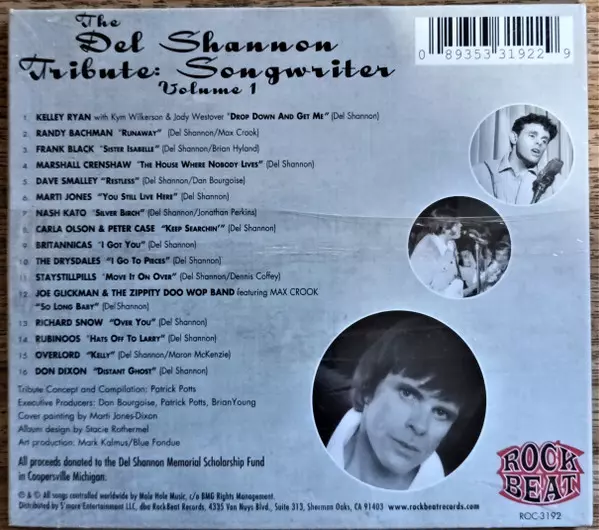 The
Del Shannon
Tribute: Songwriter
Volume 1
0 89353 31922 9
1. KELLEY RYAN with Kym Wilkerson & Jody Westover "DROP DOWN AND GET ME" (Del Shannon)
2. RANDY BACHMAN "RUNAWAY" (Del Shannon/Max Crook)
3. FRANK BLACK "SISTER ISABELLE" (Del Shannon/Brian Hyland)
4. MARSHALL CRENSHAW "THE HOUSE WHERE NOBODY LIVES" (Del Shannon)
5. DAVE SMALLEY "RESTLESS" (Del Shannon/Dan Bourgoise)
6. MARTI JONES "YOU STILL LIVE HERE" (Del Shannon)
7. NASH KATO "SILVER BIRCH" (Del Shannon/Jonathan Perkins)
8. CARLA OLSON & PETER CASE "KEEP SEARCHIN'" (Del Shannon)
9. BRITANNICAS "I GOT YOU" (Del Shannon)
10. THE DRYSDALES "I GO TO PIECES" (Del Shannon)
11. STAYSTILLPILLS "MOVE IT ON OVER" (Del Shannon/Dennis Coffey)
12. JOE GLICKMAN & THE ZIPPITY DOO WOP BAND featuring MAX CROOK
"SO LONG BABY" (Del Shannon)
13. RICHARD SNOW "OVER YOU" (Del Shannon)
14. RUBINOOS "HATS OFF TO LARRY" (Del Shannon)
15. OVERLORD "KELLY" (Del Shannon/Maron McKenzie)
16. DON DIXON "DISTANT GHOST" (Del Shannon)
Tribute Concept and Compilation: Patrick Potts
Executive Producers: Dan Bourgoise, Patrick Potts, BrianYoung
Cover painting by Marti Jones-Dixon
Album design by Stacie Rothermel
Art production: Mark Kalmus/Blue Fondue
All proceeds donated to the Del Shannon Memorial Scholarship Fund
in Coopersville Michigan.
℗ & © All songs controlled worldwide by Mole Hole Music, c/o BMG Rights Management.
Distributed by S'more Entertainment LLC, dba RockBeat Records, 4335 Van Nuys Blvd., Suite 313, Sherman Oaks, CA 91403 www.rockbeatrecords.com
ROCK
BEAT
ROC-3192